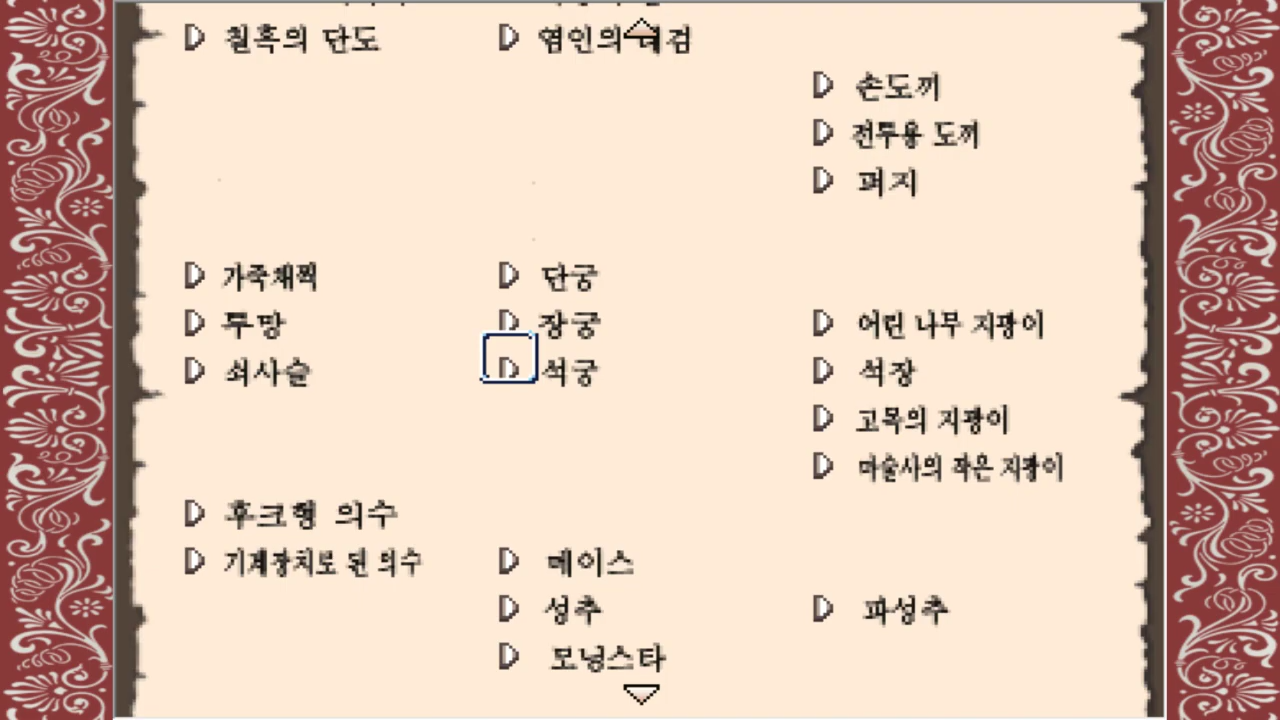 칠흑의 단도 염인의 대검
손도끼
전투용 도끼
퍼지
가죽채찍 단궁
투망 장궁 어린 나무 지팡이
쇠사슬 석궁 석장
고목의 지팡이
마술사의 작은 지팡이
후크형 의수
기계장치로 된 의수 메이스
성추 파성추
모닝스타